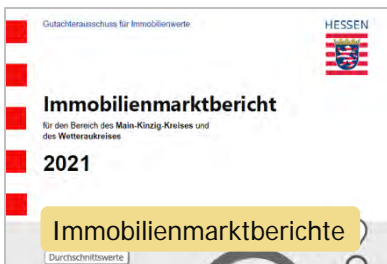 Gutachterausschuss für Immobilienwerte
HESSEN
Immobilienmarktbericht
für den Bereich des Main-Kinzig-Kreises und
des Wetteraukreises
2021
Immobilienmarktberichte
Durchschnittswerte